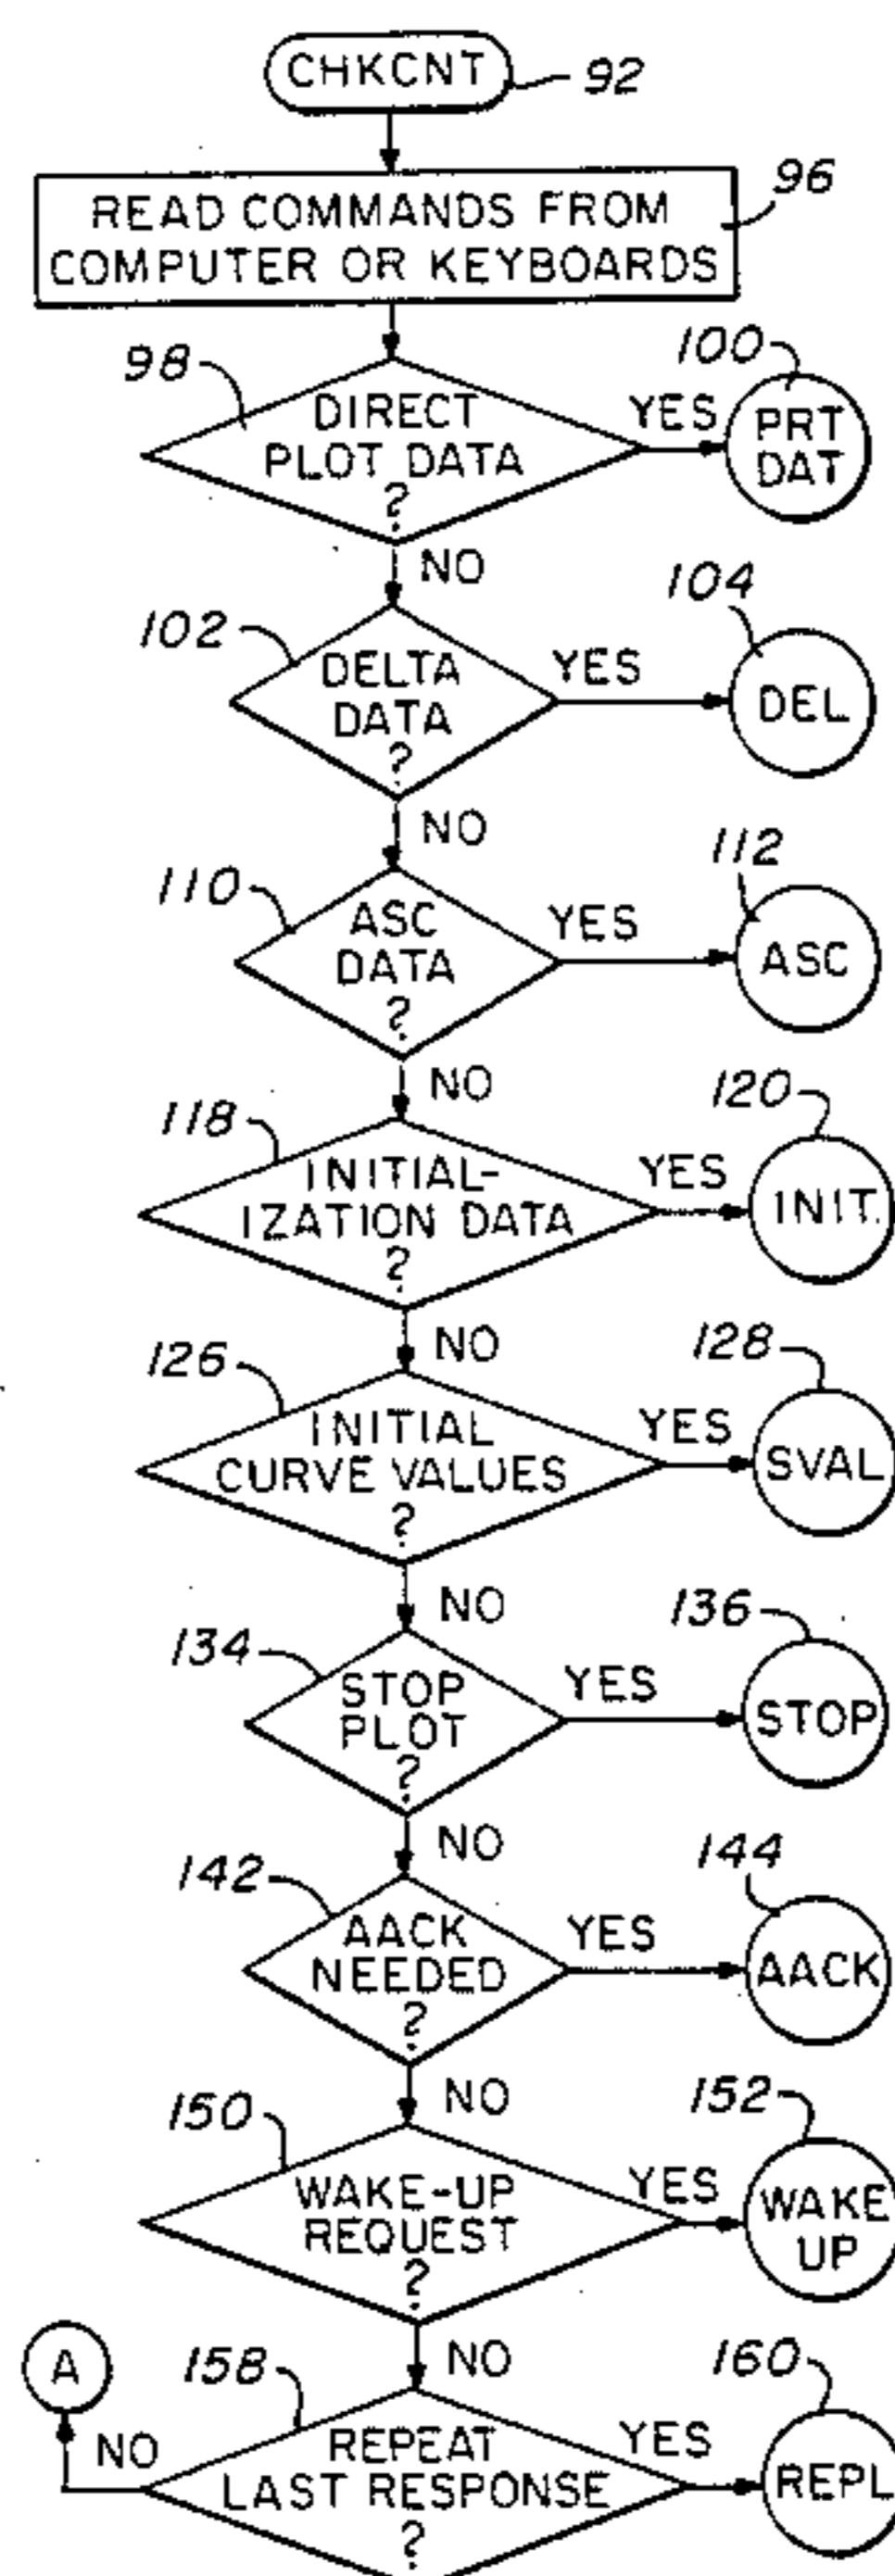 CHKCNT
92
96
READ COMMANDS FROM
COMPUTER OR KEYBOARDS
98
100
DIRECT
PLOT DATA
?
YES
PRT
DAT
NO
102
104
DELTA
DATA
?
YES
DEL
NO
110
112
ASC
DATA
?
YES
ASC
NO
118
120
INITIAL-
IZATION DATA
?
YES
INIT.
NO
126
128
INITIAL
CURVE VALUES
?
YES
SVAL
NO
134
136
STOP
PLOT
?
YES
STOP
NO
142
144
AACK
NEEDED
?
YES
AACK
NO
150
152
WAKE-UP
REQUEST
?
YES
WAKE
UP
NO
A
158
160
NO
REPEAT
LAST RESPONSE
?
YES
REPL